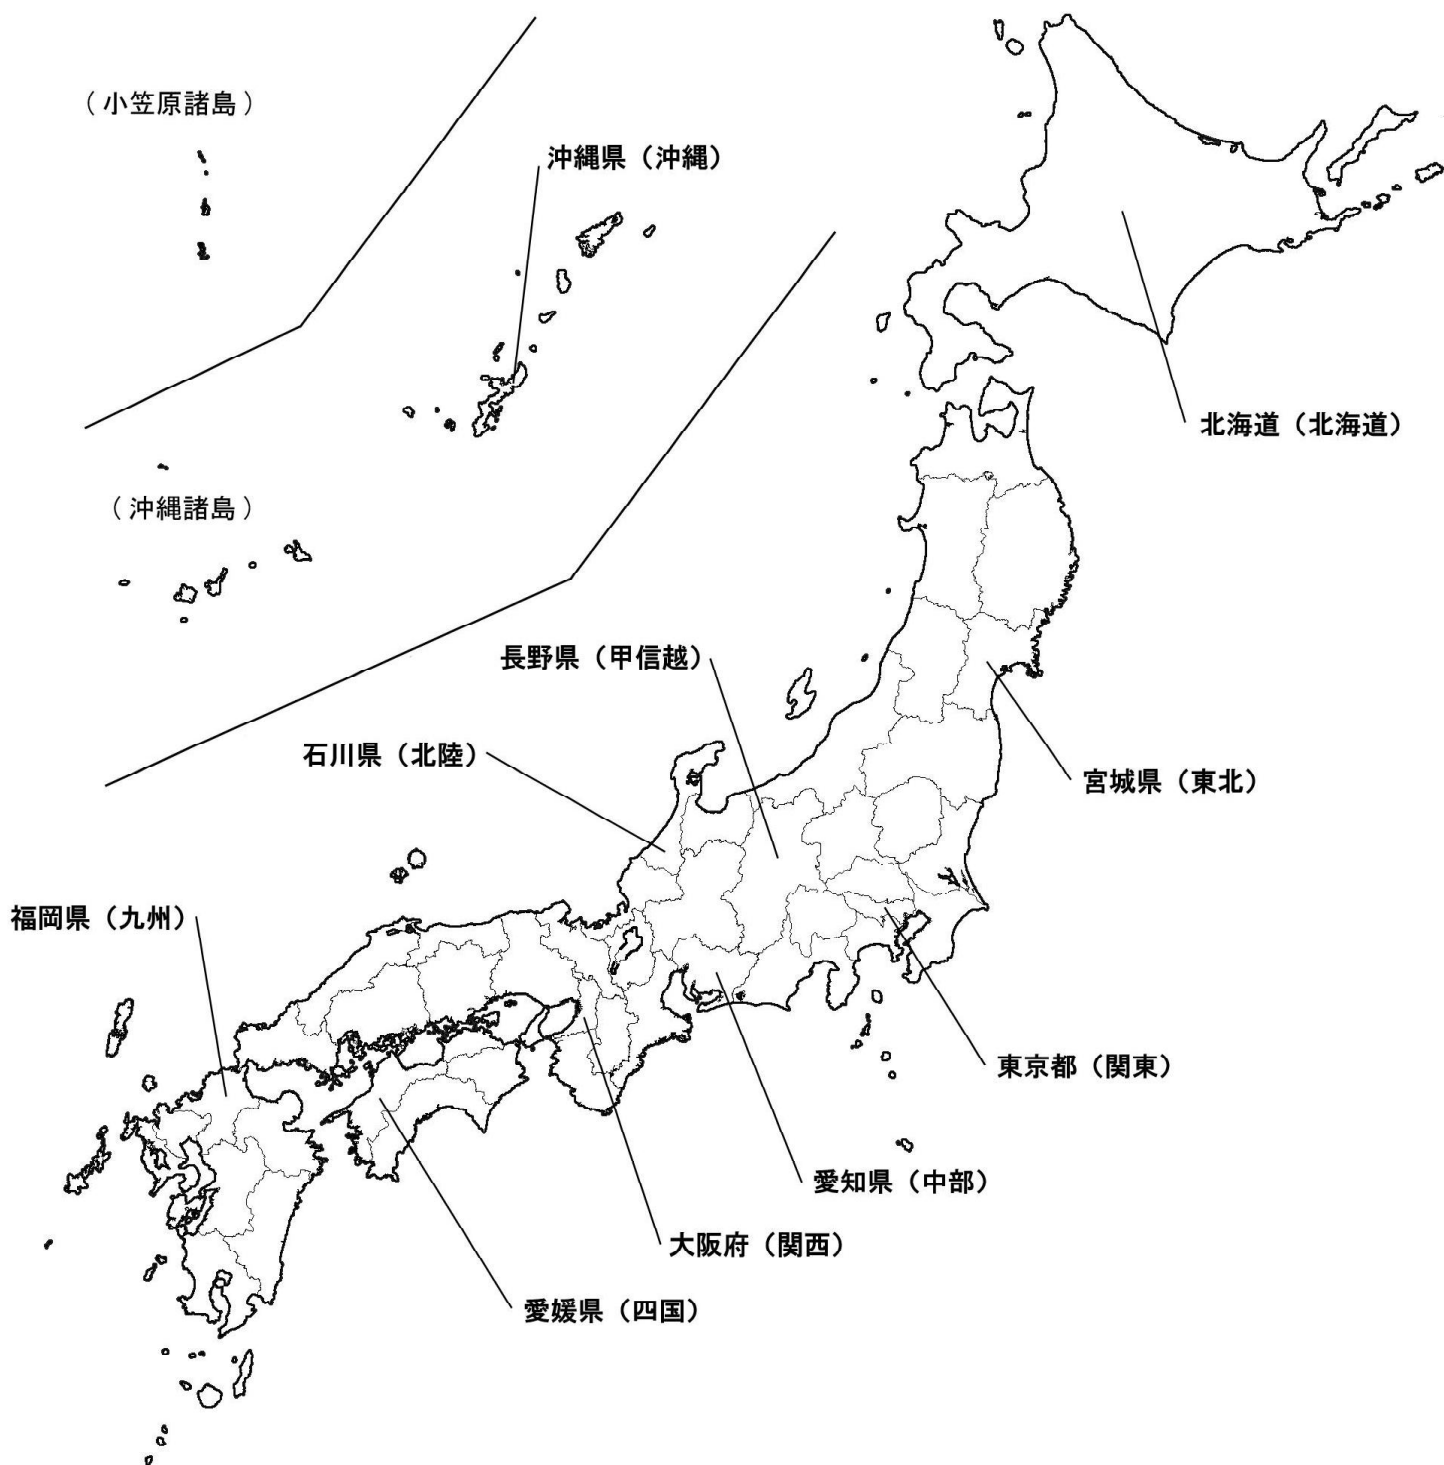 （小笠原諸島）
沖縄県（沖縄）
北海道（北海道）
（沖縄諸島）
長野県（甲信越）
石川県（北陸）
宮城県（東北）
福岡県（九州）
東京都（関東）
愛知県（中部）
大阪府（関西）
愛媛県（四国）